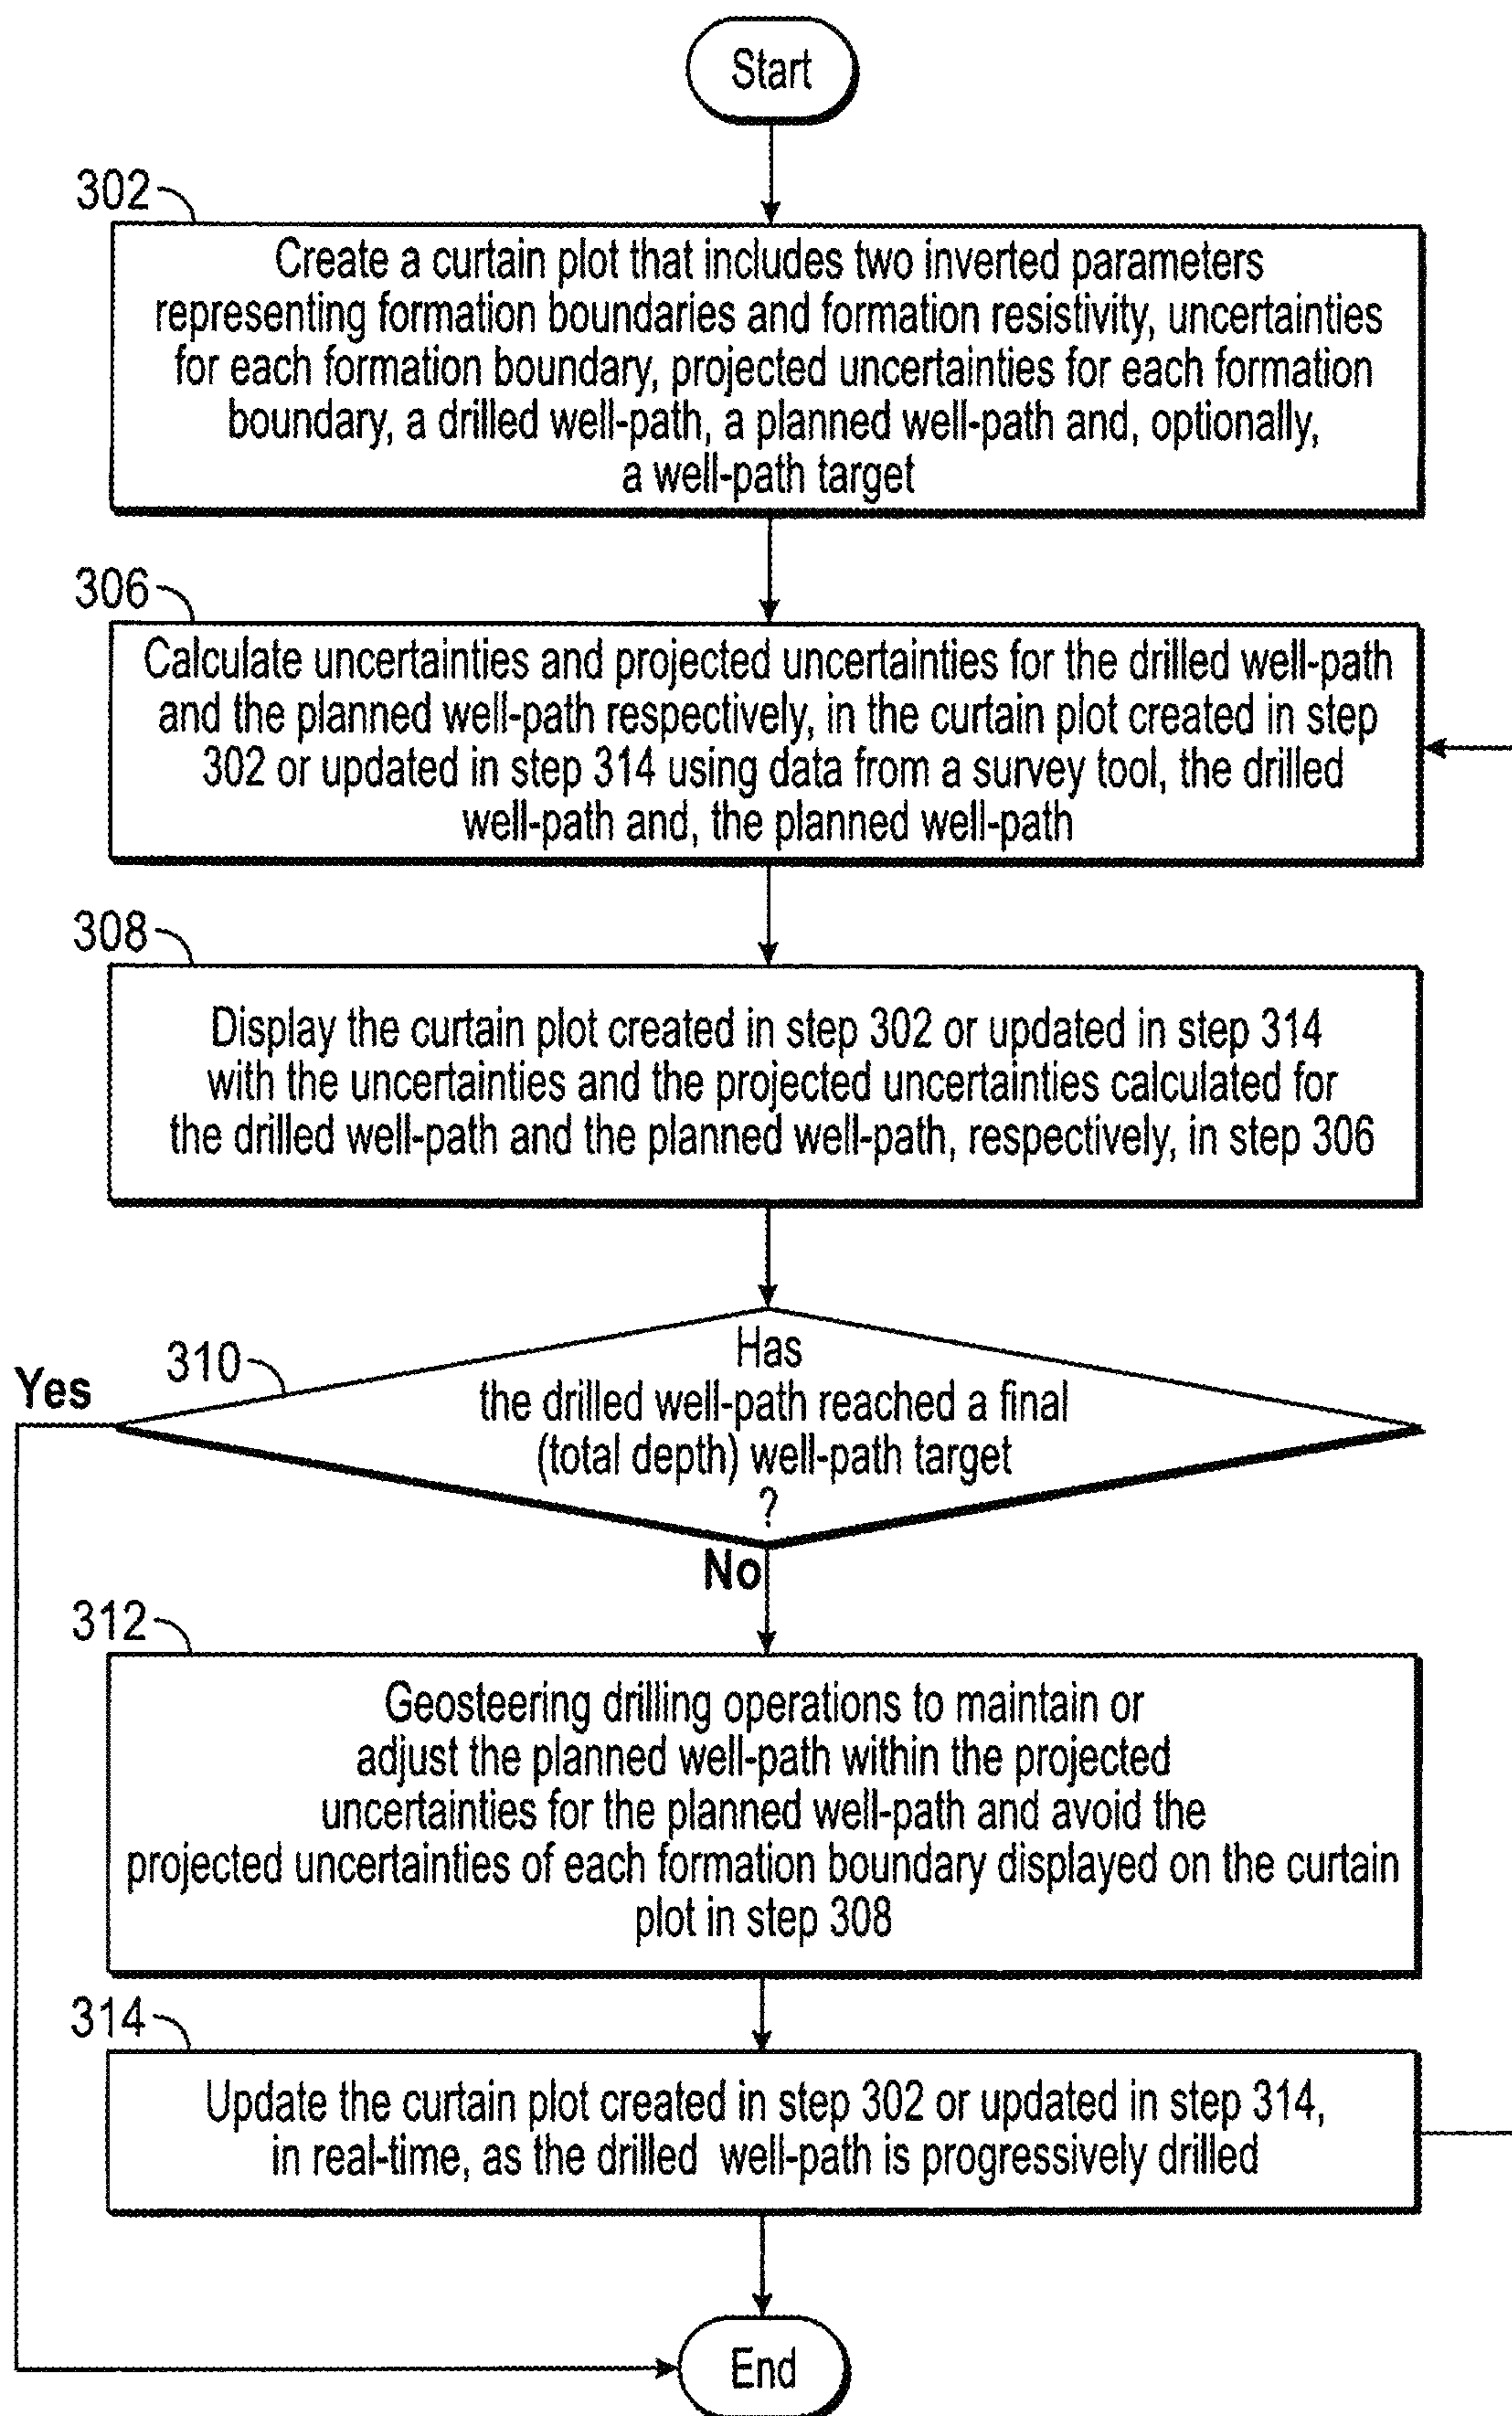 Start
302
Create a curtain plot that includes two inverted parameters
representing formation boundaries and formation resistivity, uncertainties
for each formation boundary, projected uncertainties for each formation
boundary, a drilled well-path, a planned well-path and, optionally,
a well-path target
306
Calculate uncertainties and projected uncertainties for the drilled well-path
and the planned well-path respectively, in the curtain plot created in step
302 or updated in step 314 using data from a survey tool, the drilled
well-path and, the planned well-path
308
Display the curtain plot created in step 302 or updated in step 314
with the uncertainties and the projected uncertainties calculated for
the drilled well-path and the planned well-path, respectively, in step 306
310
Yes
Has
the drilled well-path reached a final
(total depth) well-path target
?
No
312
Geosteering drilling operations to maintain or
adjust the planned well-path within the projected
uncertainties for the planned well-path and avoid the
projected uncertainties of each formation boundary displayed on the curtain
plot in step 308
314
Update the curtain plot created in step 302 or updated in step 314,
in real-time, as the drilled well-path is progressively drilled
End